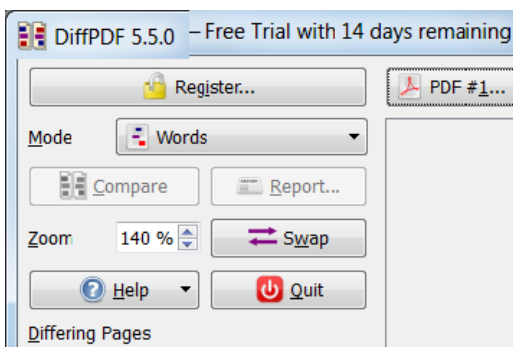 DiffPDF 5.5.0 – Free Trial with 14 days remaining
Register... PDF #1...
Mode Words
Compare Report...
Zoom 140 % Swap
Help Quit
Differing Pages